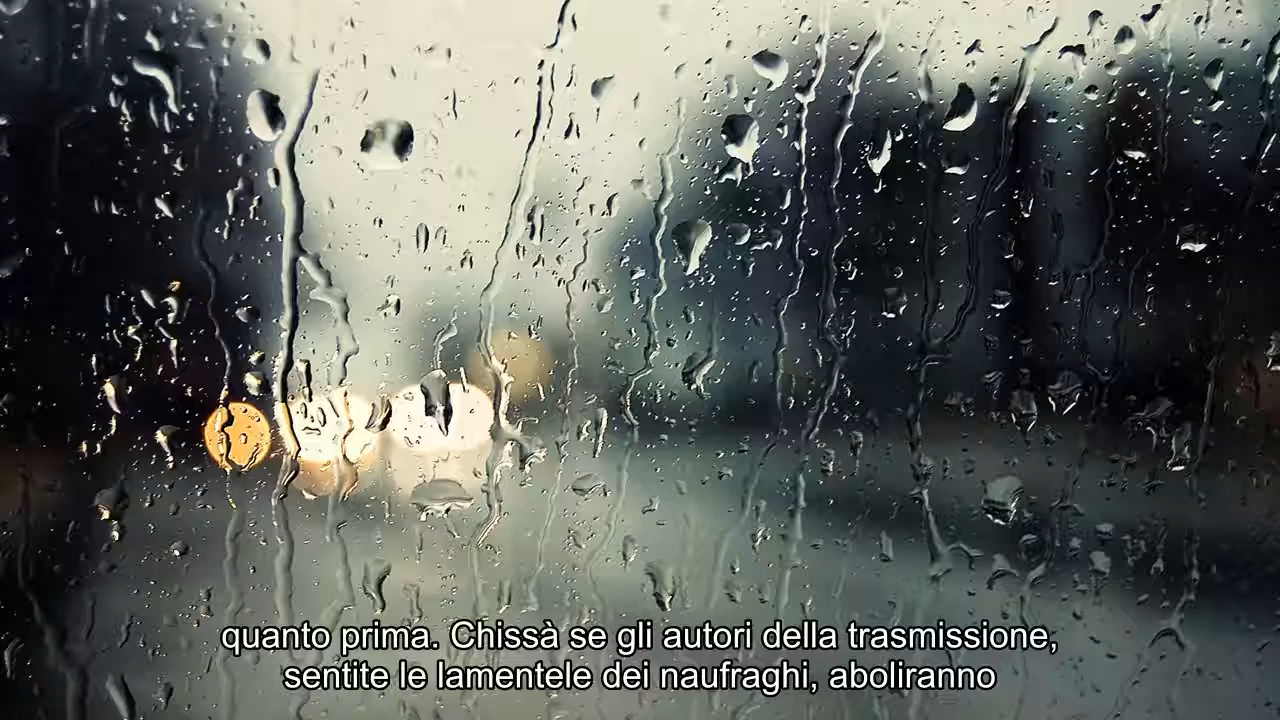 quanto prima. Chissà se gli autori della trasmissione,
sentite le lamentele dei naufraghi, aboliranno